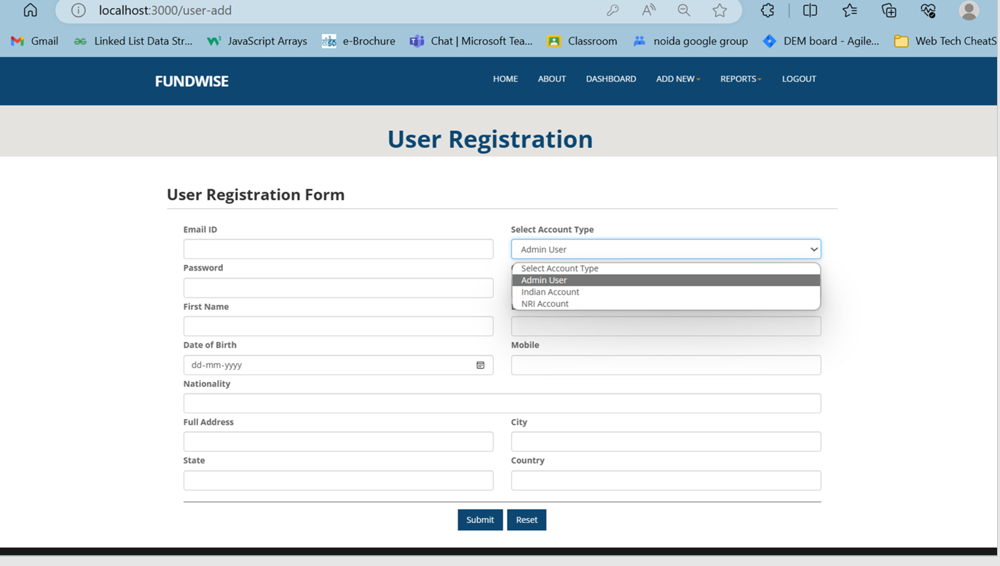 localhost:3000/user-add
Gmail Linked List Data Str... JavaScript Arrays e-Brochure Chat | Microsoft Tea... Classroom noida google group DEM board - Agile... Web Tech CheatS
FUNDWISE HOME ABOUT DASHBOARD ADD NEW REPORTS LOGOUT
User Registration
User Registration Form
Email ID Select Account Type
Admin User
Password
Select Account Type
Admin User
Indian Account
First Name
NRI Account
Date of Birth Mobile
dd-mm-yyyy
Nationality
Full Address City
State Country
Submit Reset